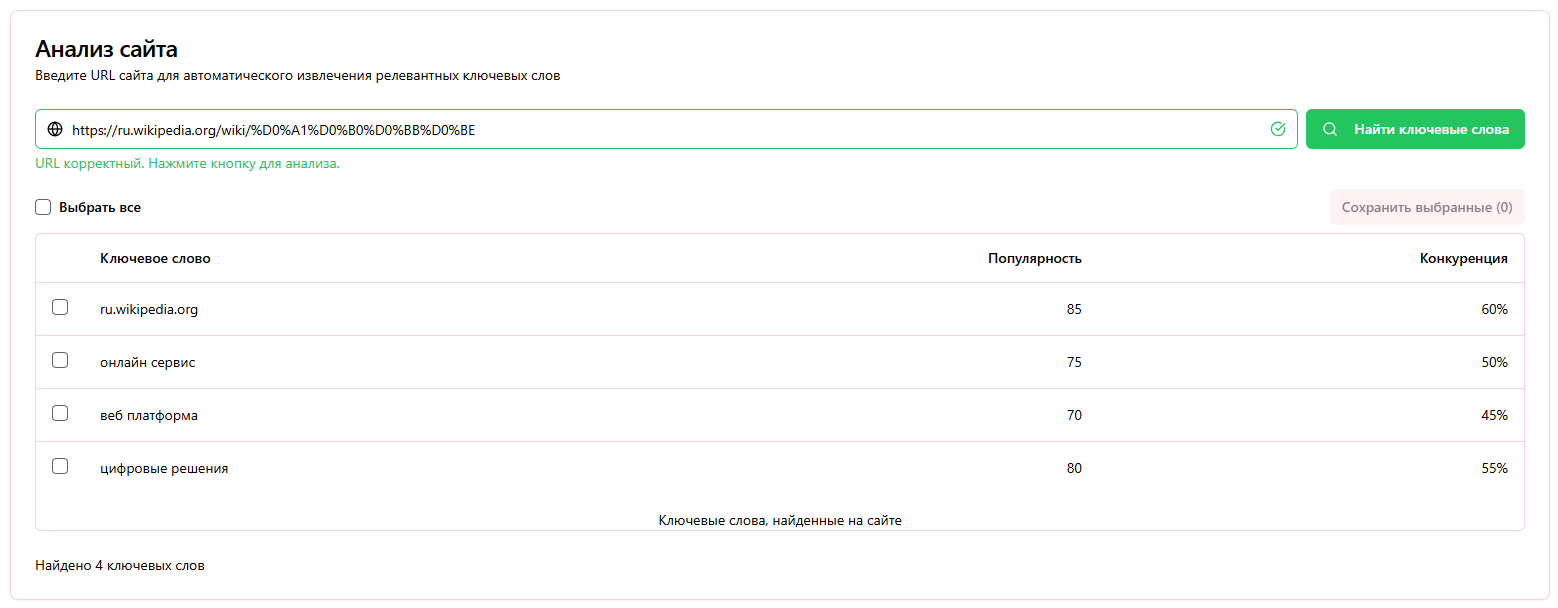 Анализ сайта
Введите URL сайта для автоматического извлечения релевантных ключевых слов
https://ru.wikipedia.org/wiki/%D0%A1%D0%B0%D0%BB%D0%BE
Найти ключевые слова
URL корректный. Нажмите кнопку для анализа.
Выбрать все
Сохранить выбранные (0)
Ключевое слово Популярность Конкуренция
ru.wikipedia.org 85 60%
онлайн сервис 75 50%
веб платформа 70 45%
цифровые решения 80 55%
Ключевые слова, найденные на сайте
Найдено 4 ключевых слов